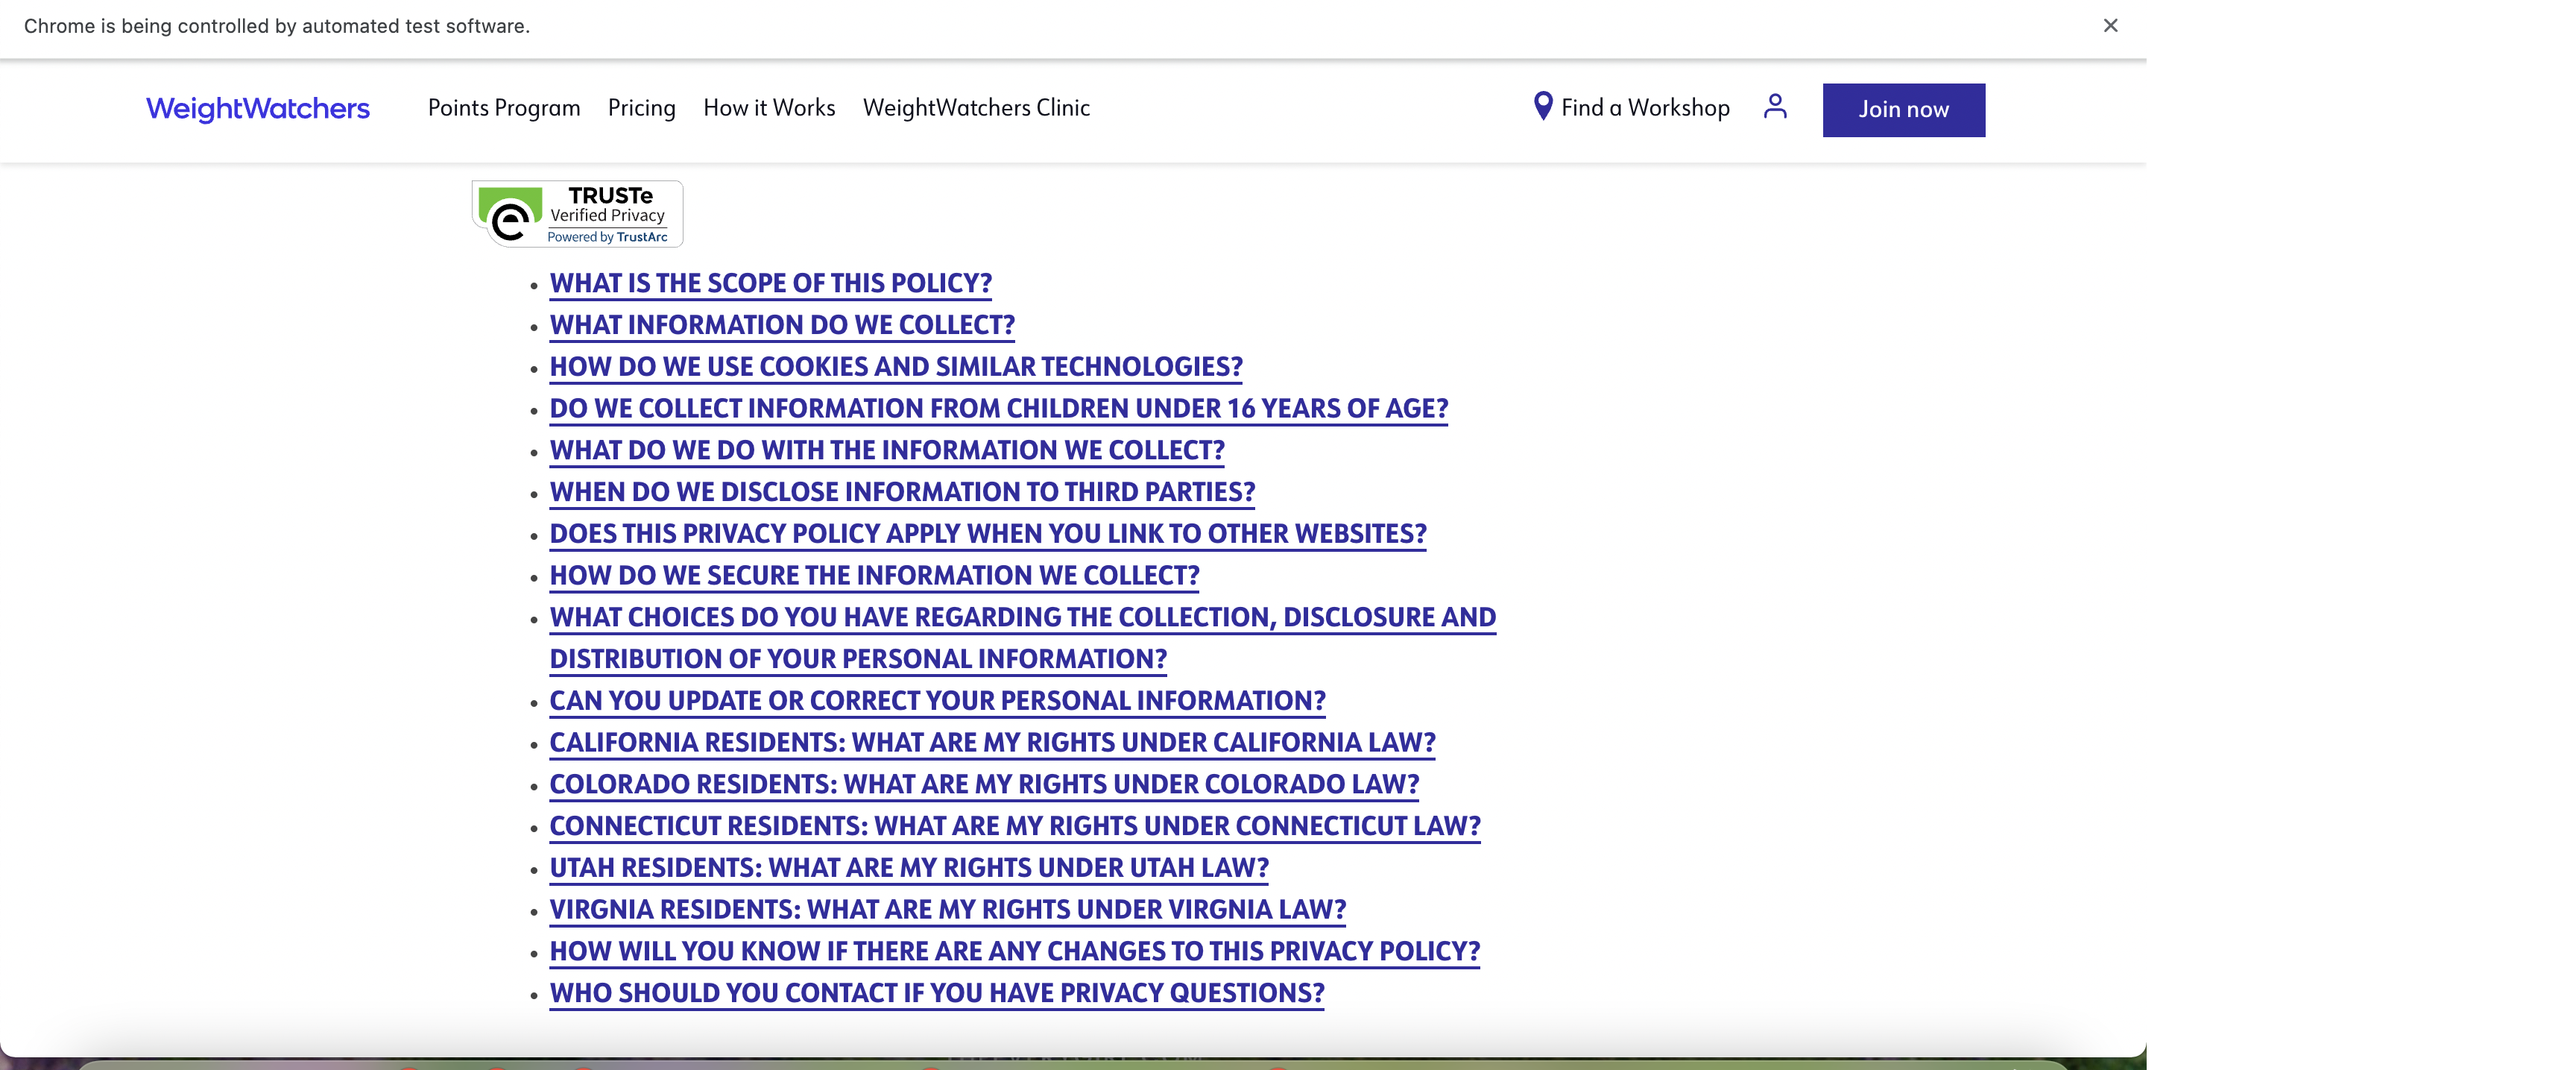 Chrome is being controlled by automated test software.
WeightWatchers
Points Program
Pricing
How it Works
WeightWatchers Clinic
Find a Workshop
Join now
TRUSTe
Verified Privacy
Powered by TrustArc
WHAT IS THE SCOPE OF THIS POLICY?
WHAT INFORMATION DO WE COLLECT?
HOW DO WE USE COOKIES AND SIMILAR TECHNOLOGIES?
DO WE COLLECT INFORMATION FROM CHILDREN UNDER 16 YEARS OF AGE?
WHAT DO WE DO WITH THE INFORMATION WE COLLECT?
WHEN DO WE DISCLOSE INFORMATION TO THIRD PARTIES?
DOES THIS PRIVACY POLICY APPLY WHEN YOU LINK TO OTHER WEBSITES?
HOW DO WE SECURE THE INFORMATION WE COLLECT?
WHAT CHOICES DO YOU HAVE REGARDING THE COLLECTION, DISCLOSURE AND
DISTRIBUTION OF YOUR PERSONAL INFORMATION?
CAN YOU UPDATE OR CORRECT YOUR PERSONAL INFORMATION?
CALIFORNIA RESIDENTS: WHAT ARE MY RIGHTS UNDER CALIFORNIA LAW?
COLORADO RESIDENTS: WHAT ARE MY RIGHTS UNDER COLORADO LAW?
CONNECTICUT RESIDENTS: WHAT ARE MY RIGHTS UNDER CONNECTICUT LAW?
UTAH RESIDENTS: WHAT ARE MY RIGHTS UNDER UTAH LAW?
VIRGNIA RESIDENTS: WHAT ARE MY RIGHTS UNDER VIRGNIA LAW?
HOW WILL YOU KNOW IF THERE ARE ANY CHANGES TO THIS PRIVACY POLICY?
WHO SHOULD YOU CONTACT IF YOU HAVE PRIVACY QUESTIONS?